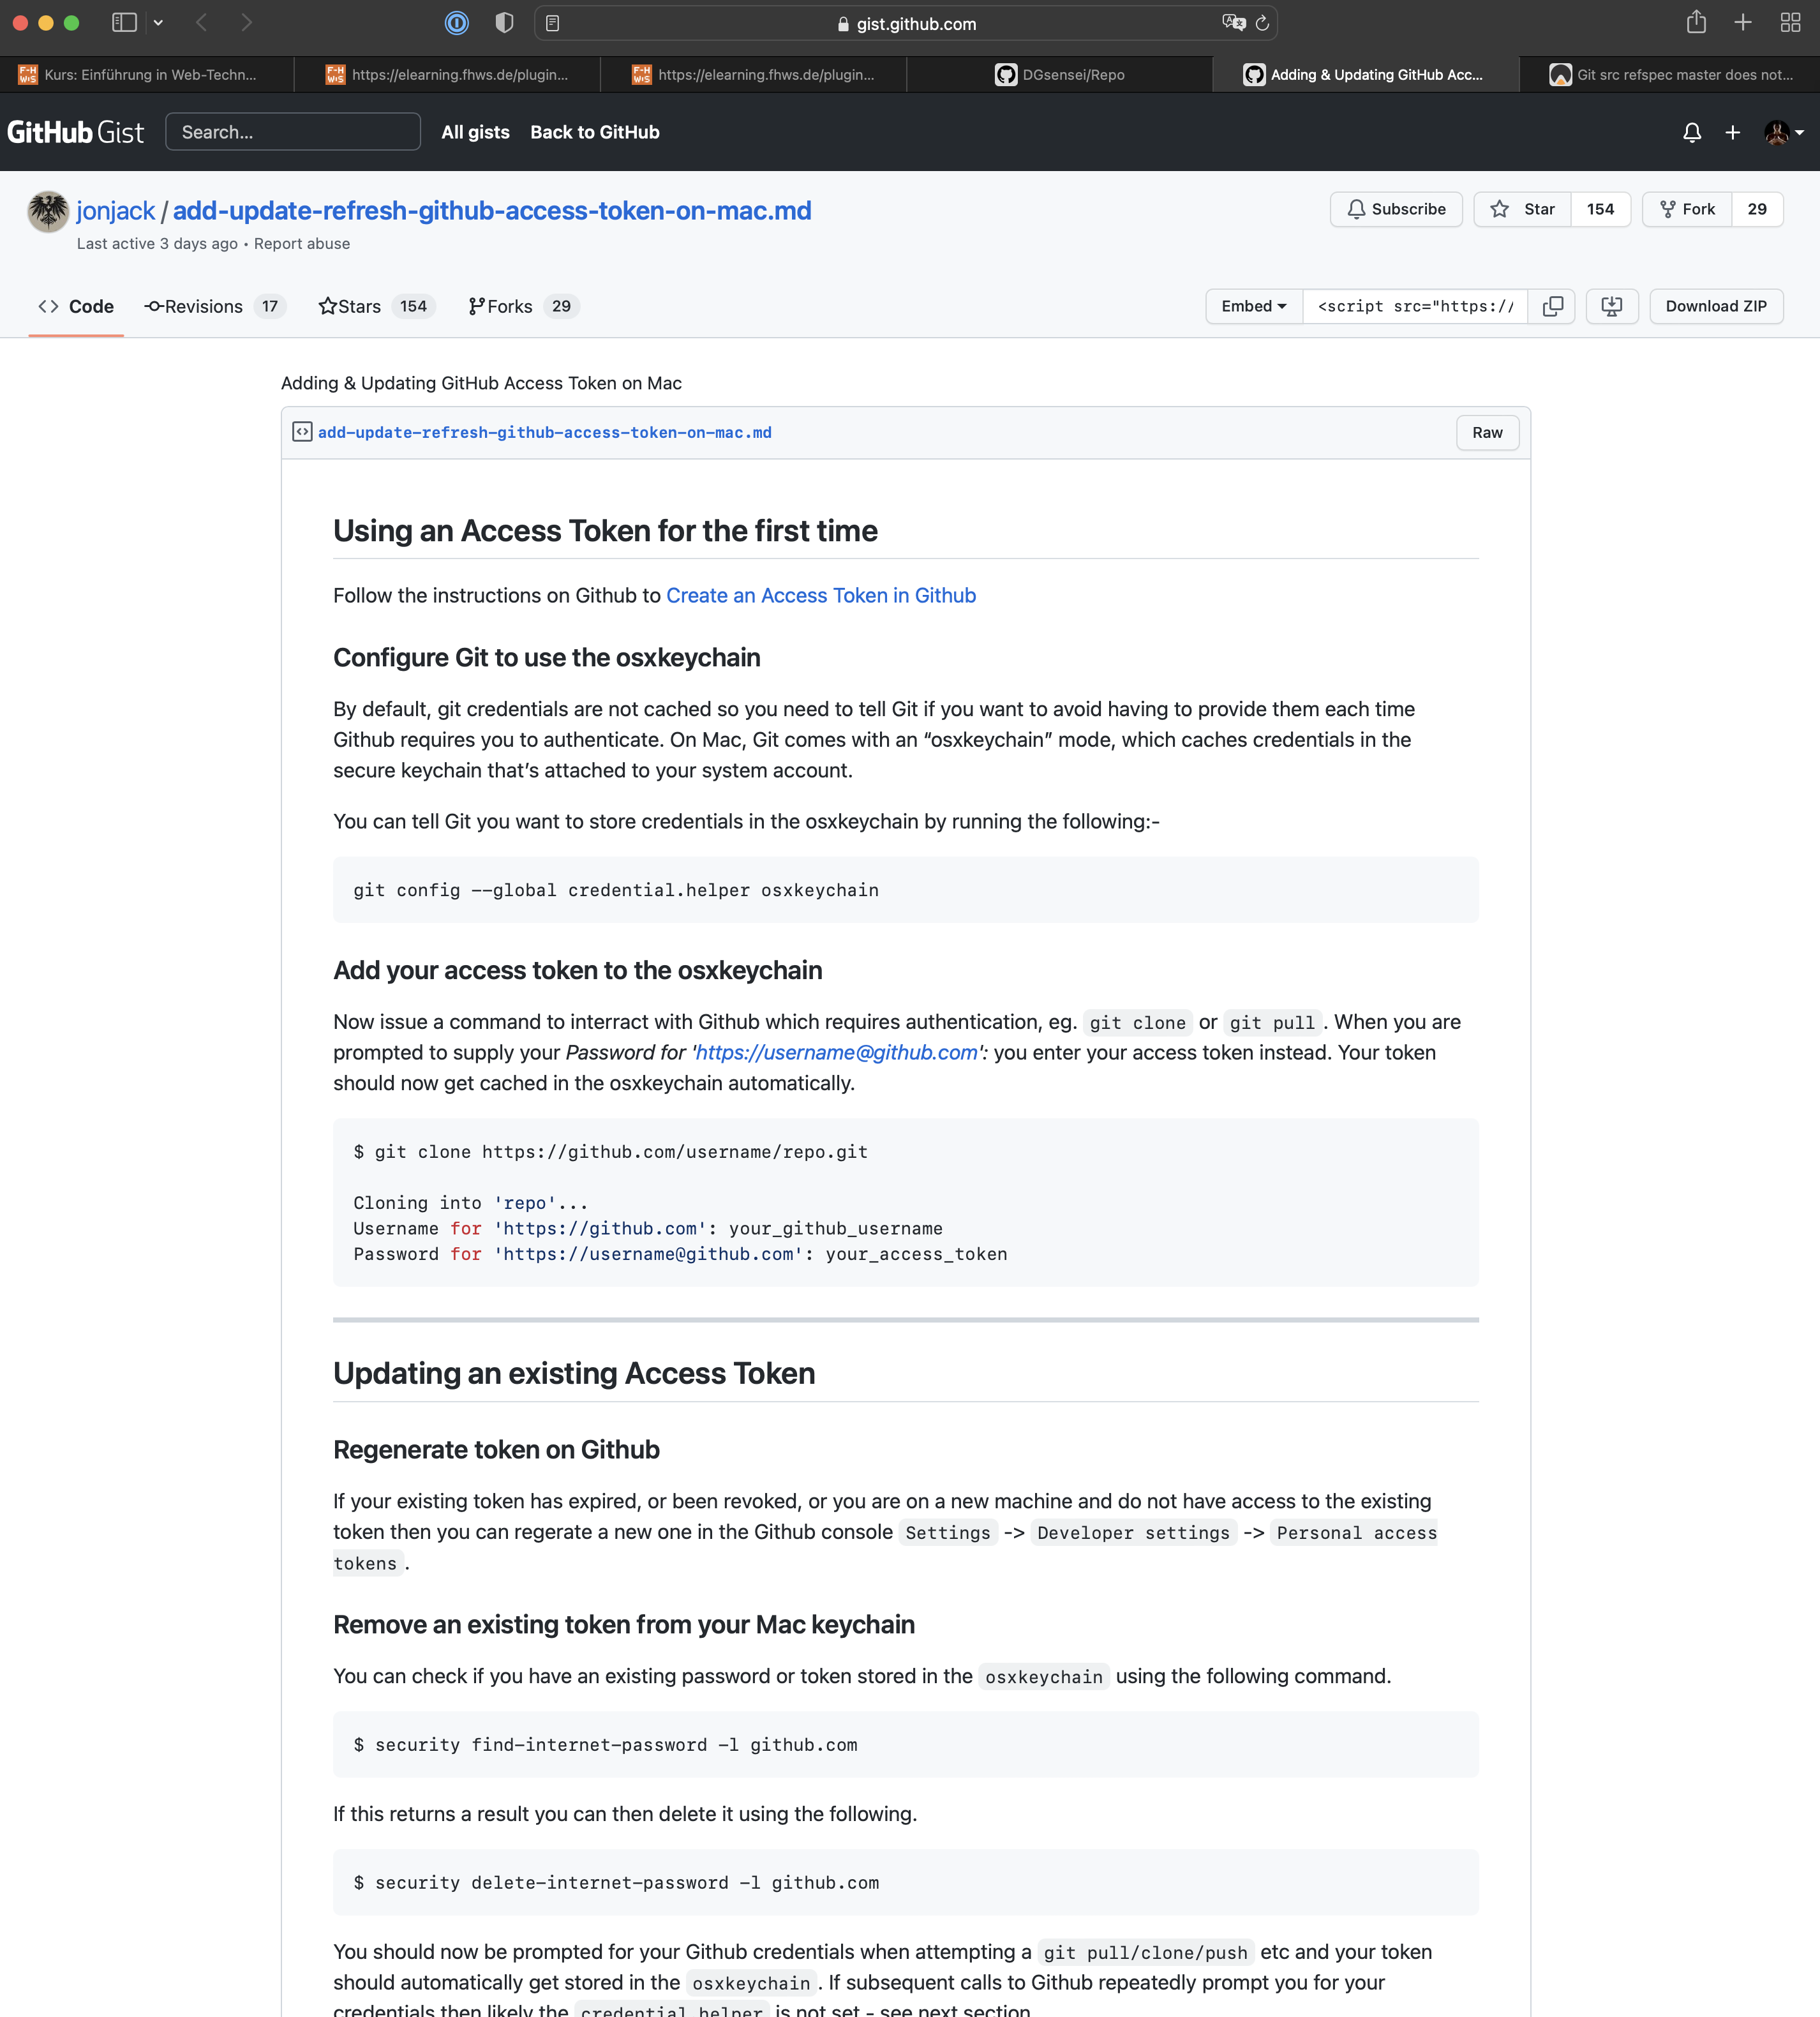 gist.github.com
Kurs: Einführung in Web-Techn...
https://elearning.fhws.de/plugin...
https://elearning.fhws.de/plugin...
DGsensei/Repo
Adding & Updating GitHub Acc...
Git src refspec master does not...
GitHub Gist
Search...
All gists
Back to GitHub
jonjack / add-update-refresh-github-access-token-on-mac.md
Last active 3 days ago • Report abuse
Subscribe
Star 154
Fork 29
Code
Revisions 17
Stars 154
Forks 29
Embed
<script src="https://
Download ZIP
Adding & Updating GitHub Access Token on Mac
add-update-refresh-github-access-token-on-mac.md
Raw
Using an Access Token for the first time
Follow the instructions on Github to Create an Access Token in Github
Configure Git to use the osxkeychain
By default, git credentials are not cached so you need to tell Git if you want to avoid having to provide them each time
Github requires you to authenticate. On Mac, Git comes with an “osxkeychain” mode, which caches credentials in the
secure keychain that’s attached to your system account.
You can tell Git you want to store credentials in the osxkeychain by running the following:-
git config --global credential.helper osxkeychain
Add your access token to the osxkeychain
Now issue a command to interract with Github which requires authentication, eg. git clone or git pull. When you are
prompted to supply your Password for 'https://username@github.com': you enter your access token instead. Your token
should now get cached in the osxkeychain automatically.
$ git clone https://github.com/username/repo.git
Cloning into 'repo'...
Username for 'https://github.com': your_github_username
Password for 'https://username@github.com': your_access_token
Updating an existing Access Token
Regenerate token on Github
If your existing token has expired, or been revoked, or you are on a new machine and do not have access to the existing
token then you can regerate a new one in the Github console Settings -> Developer settings -> Personal access
tokens.
Remove an existing token from your Mac keychain
You can check if you have an existing password or token stored in the osxkeychain using the following command.
$ security find-internet-password -l github.com
If this returns a result you can then delete it using the following.
$ security delete-internet-password -l github.com
You should now be prompted for your Github credentials when attempting a git pull/clone/push etc and your token
should automatically get stored in the osxkeychain. If subsequent calls to Github repeatedly prompt you for your
credentials then likely the credential.helper is not set - see next section.